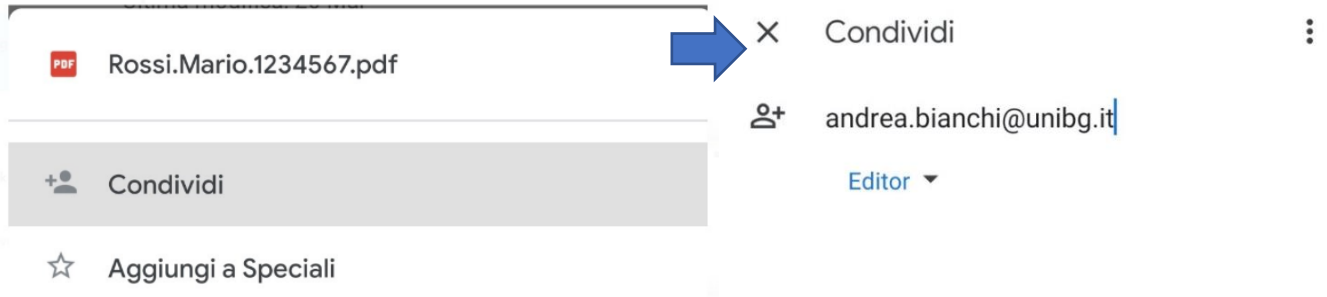 PDF
Rossi.Mario.1234567.pdf
Condividi
Aggiungi a Speciali
Condividi
andrea.bianchi@unibg.it
Editor